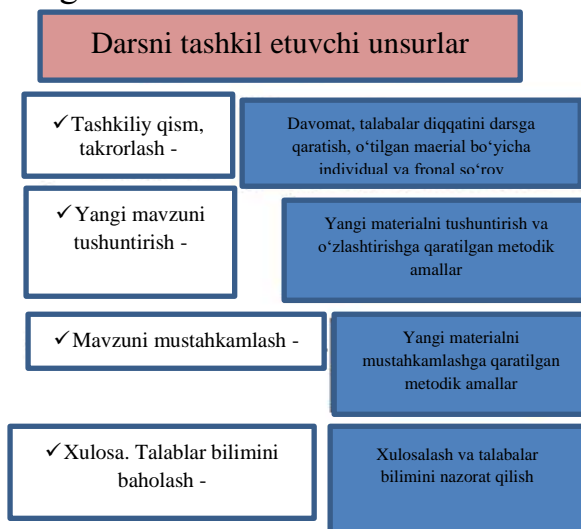 Darsni tashkil etuvchi unsurlar
✓Tashkiliy qism,
takrorlash -
Davomat, talabalar diqqatini darsga
qaratish, o‘tilgan maerial bo‘yicha
individual va fronal so‘rov
✓Yangi mavzuni
tushuntirish -
Yangi materialni tushuntirish va
o‘zlashtirishga qaratilgan metodik
amallar
✓Mavzuni mustahkamlash -
Yangi materialni
mustahkamlashga qaratilgan
metodik amallar
✓Xulosa. Talablar bilimini
baholash -
Xulosalash va talabalar
bilimini nazorat qilish